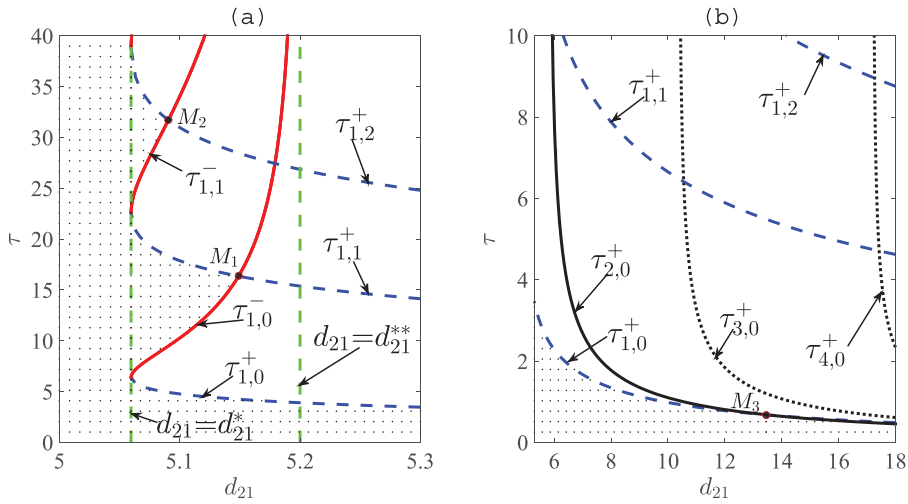 (a)
40
35
30
25
20
15
10
5
0
τ
5
5.1
5.2
5.3
d₂₁
M₂
τ⁺₁,₂
τ⁻₁,₁
M₁
τ⁺₁,₁
τ⁻₁,₀
d₂₁=d₂₁**
τ⁺₁,₀
d₂₁=d₂₁*
(b)
10
8
6
4
2
0
τ
6
8
10
12
14
16
18
d₂₁
τ⁺₁,₁
τ⁺₁,₂
τ⁺₂,₀
τ⁺₁,₀
τ⁺₃,₀
τ⁺₄,₀
M₃